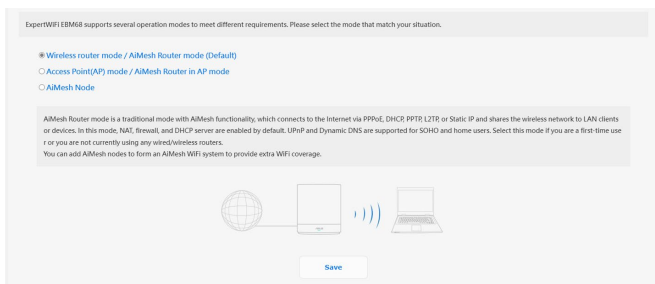 ExpertWiFi EBM68 supports several operation modes to meet different requirements. Please select the mode that match your situation.
Wireless router mode / AiMesh Router mode (Default)
Access Point(AP) mode / AiMesh Router in AP mode
AiMesh Node
AiMesh Router mode is a traditional mode with AiMesh functionality, which connects to the Internet via PPPoE, DHCP, PPTP, L2TP, or Static IP and shares the wireless network to LAN clients
or devices. In this mode, NAT, firewall, and DHCP server are enabled by default. UPnP and Dynamic DNS are supported for SOHO and home users. Select this mode if you are a first-time use
r or you are not currently using any wired/wireless routers.
You can add AiMesh nodes to form an AiMesh WiFi system to provide extra WiFi coverage.
Save